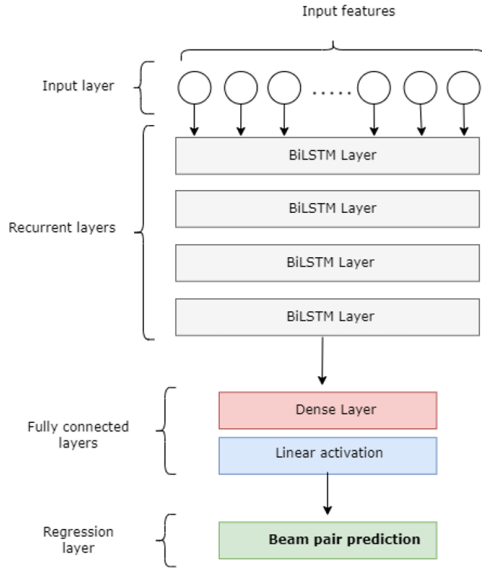 Input features
Input layer
.....
BiLSTM Layer
Recurrent layers
BiLSTM Layer
BiLSTM Layer
BiLSTM Layer
Dense Layer
Fully connected
layers
Linear activation
Regression
layer
Beam pair prediction